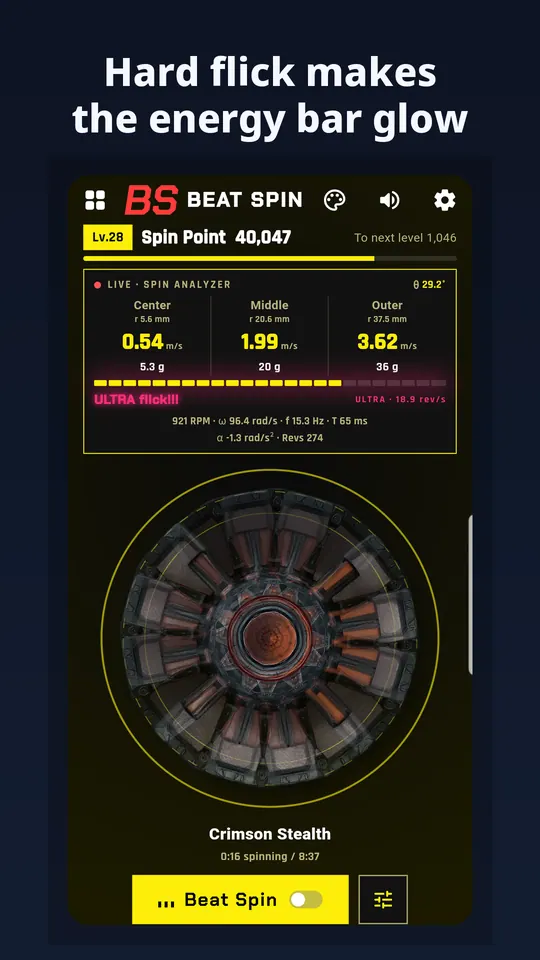 Hard flick makes
the energy bar glow
BS BEAT SPIN
Lv.28 Spin Point 40,047 To next level 1,046
LIVE · SPIN ANALYZER θ 29.2°
Center Middle Outer
r 5.6 mm r 20.6 mm r 37.5 mm
0.54 m/s 1.99 m/s 3.62 m/s
5.3 g 20 g 36 g
ULTRA flick!!! ULTRA · 18.9 rev/s
921 RPM · ω 96.4 rad/s · f 15.3 Hz · T 65 ms
α -1.3 rad/s² · Revs 274
Crimson Stealth
0:16 spinning / 8:37
Beat Spin